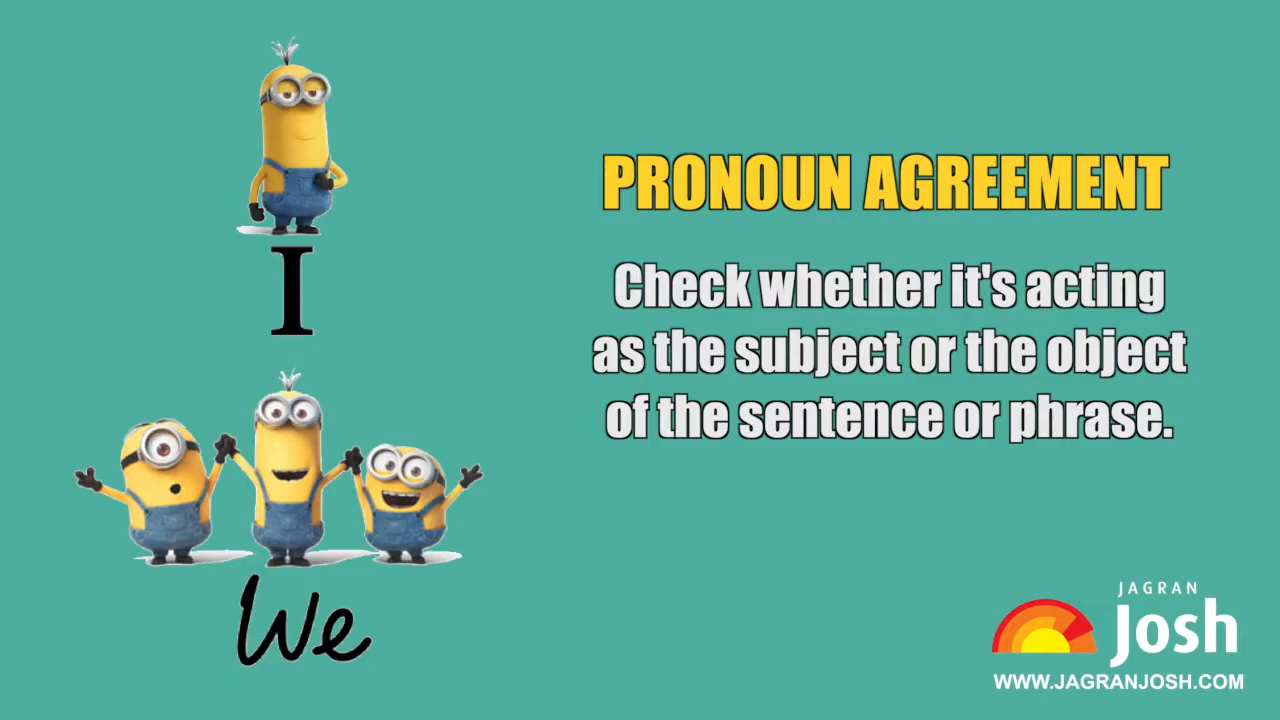 I
We
PRONOUN AGREEMENT
Check whether it's acting
as the subject or the object
of the sentence or phrase.
JAGRAN
Josh
WWW.JAGRANJOSH.COM